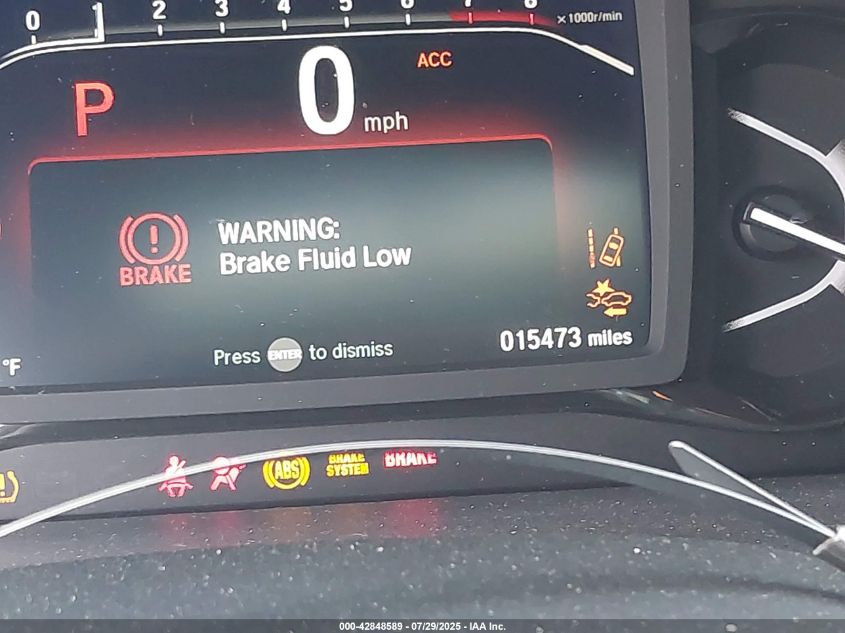 0 1 2 3 4 5 6 7 8 x1000r/min
ACC
P
0 mph
WARNING:
BRAKE
Brake Fluid Low
Press ENTER to dismiss
015473 miles
°F
ABS
BRAKE
SYSTEM
BRAKE
000-42848589 - 07/29/2025 - IAA Inc.